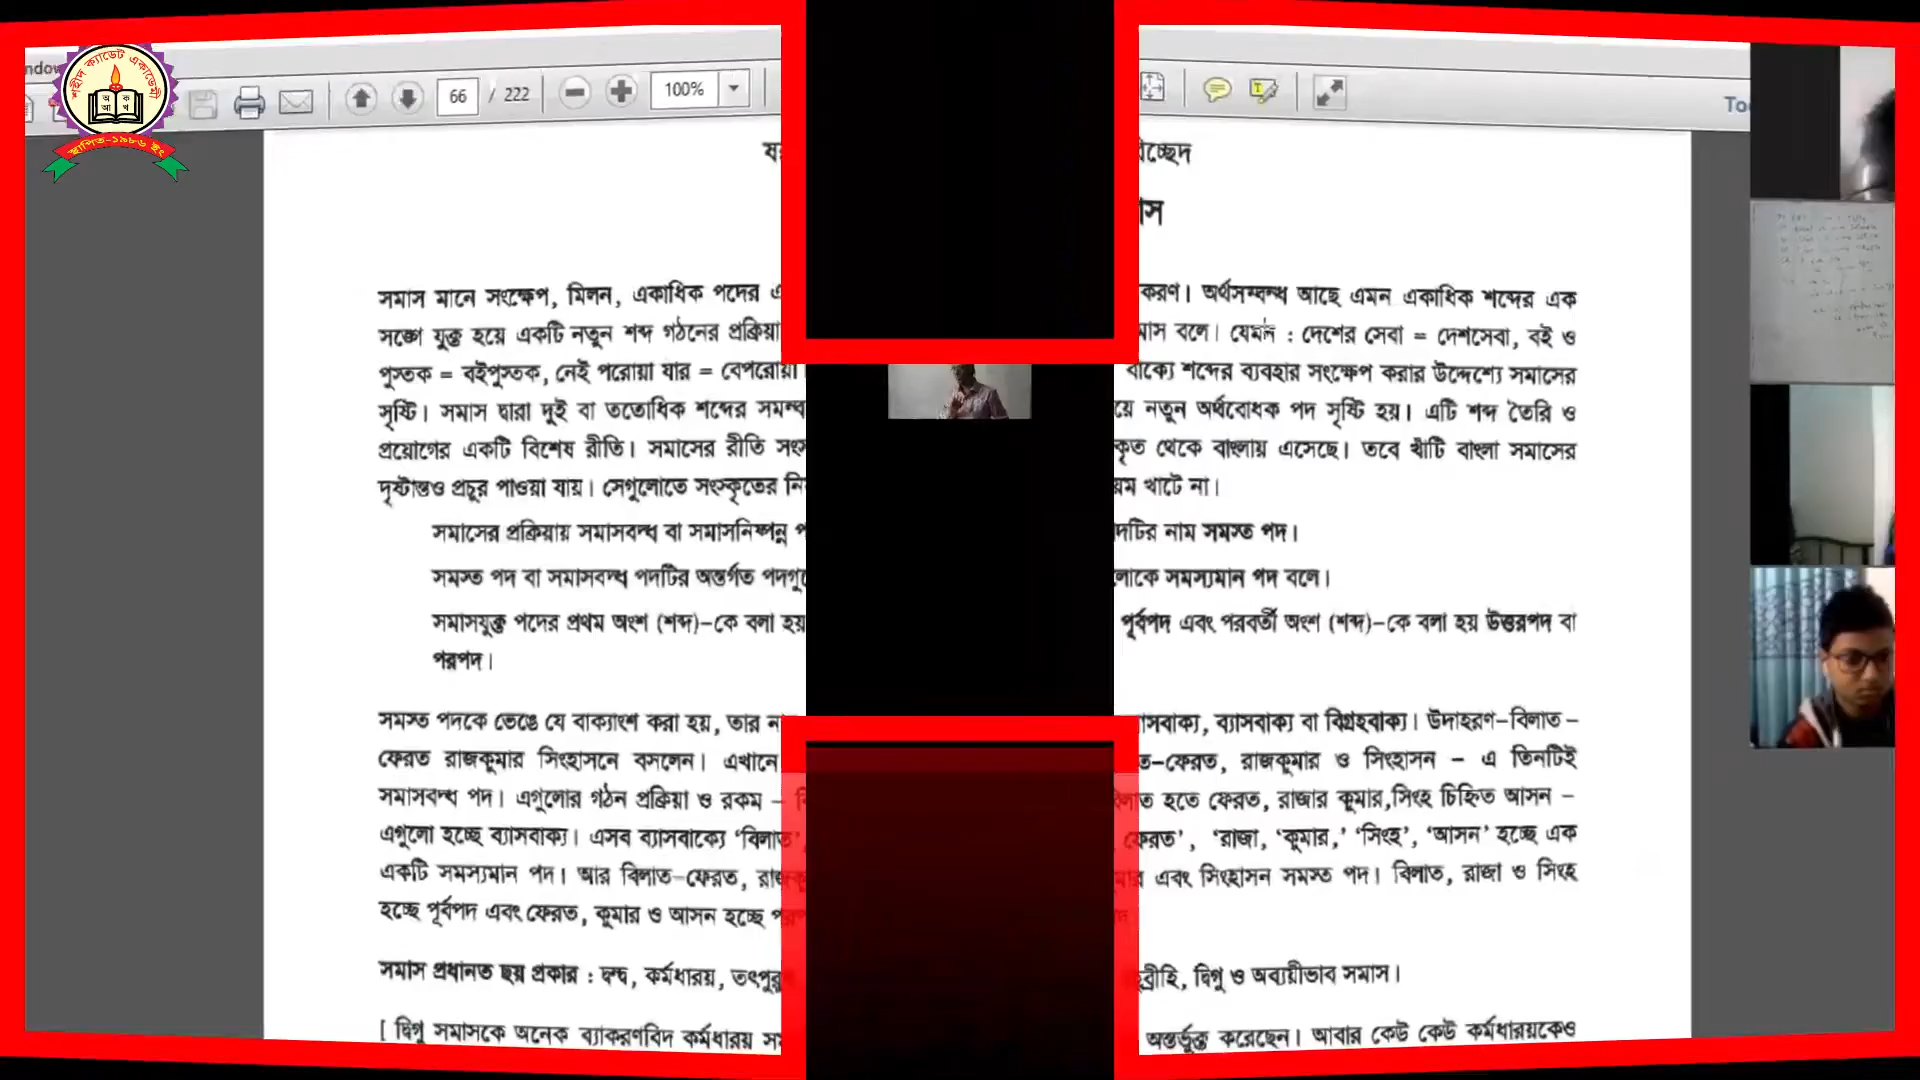 শহীদ ক্যাডেট একাডেমী
অ ক
আ খ
স্থাপিত-১৯৮৬ ইং
66 / 222
100%
চ্ছেদ
সমাস মানে সংক্ষেপ, মিলন, একাধিক পদের করণ। অর্থসম্বন্ধ আছে এমন একাধিক শব্দের এক
সঙ্গে যুক্ত হয়ে একটি নতুন শব্দ গঠনের প্রক্রিয়া মাস বলে। যেমন : দেশের সেবা = দেশসেবা, বই ও
পুস্তক = বইপুস্তক, নেই পরোয়া যার = বেপরোয়া বাক্যে শব্দের ব্যবহার সংক্ষেপ করার উদ্দেশ্যে সমাসের
সৃষ্টি। সমাস দ্বারা দুই বা ততোধিক শব্দের সমন্ব য়ে নতুন অর্থবোধক পদ সৃষ্টি হয়। এটি শব্দ তৈরি ও
প্রয়োগের একটি বিশেষ রীতি। সমাসের রীতি সংস কৃত থেকে বাংলায় এসেছে। তবে খাঁটি বাংলা সমাসের
দৃষ্টান্তও প্রচুর পাওয়া যায়। সেগুলোতে সংস্কৃতের নি য়ম খাটে না।
সমাসের প্রক্রিয়ায় সমাসবদ্ধ বা সমাসনিষ্পন্ন প দটির নাম সমস্ত পদ।
সমস্ত পদ বা সমাসবদ্ধ পদটির অন্তর্গত পদগু লোকে সমস্যমান পদ বলে।
সমাসযুক্ত পদের প্রথম অংশ (শব্দ)-কে বলা হয় পূর্বপদ এবং পরবর্তী অংশ (শব্দ)-কে বলা হয় উত্তরপদ বা
পরপদ।
সমস্ত পদকে ভেঙে যে বাক্যাংশ করা হয়, তার না সবাক্য, ব্যাসবাক্য বা বিগ্রহবাক্য। উদাহরণ-বিলাত-
ফেরত রাজকুমার সিংহাসনে বসলেন। এখানে ত-ফেরত, রাজকুমার ও সিংহাসন – এ তিনটিই
সমাসবদ্ধ পদ। এগুলোর গঠন প্রক্রিয়া ও রকম – বিলাত হতে ফেরত, রাজার কুমার,সিংহ চিহ্নিত আসন –
এগুলো হচ্ছে ব্যাসবাক্য। এসব ব্যাসবাক্যে ‘বিলাত’, ফেরত’, ‘রাজা, ‘কুমার,’ ‘সিংহ’, ‘আসন’ হচ্ছে এক
একটি সমস্যমান পদ। আর বিলাত-ফেরত, রাজকু মার এবং সিংহাসন সমস্ত পদ। বিলাত, রাজা ও সিংহ
হচ্ছে পূর্বপদ এবং ফেরত, কুমার ও আসন হচ্ছে পরপ দ
সমাস প্রধানত ছয় প্রকার : দ্বন্দ্ব, কর্মধারয়, তৎপুরু হুব্রীহি, দ্বিগু ও অব্যয়ীভাব সমাস।
[ দ্বিগু সমাসকে অনেক ব্যাকরণবিদ কর্মধারয় স অন্তর্ভুক্ত করেছেন। আবার কেউ কেউ কর্মধারয়কেও